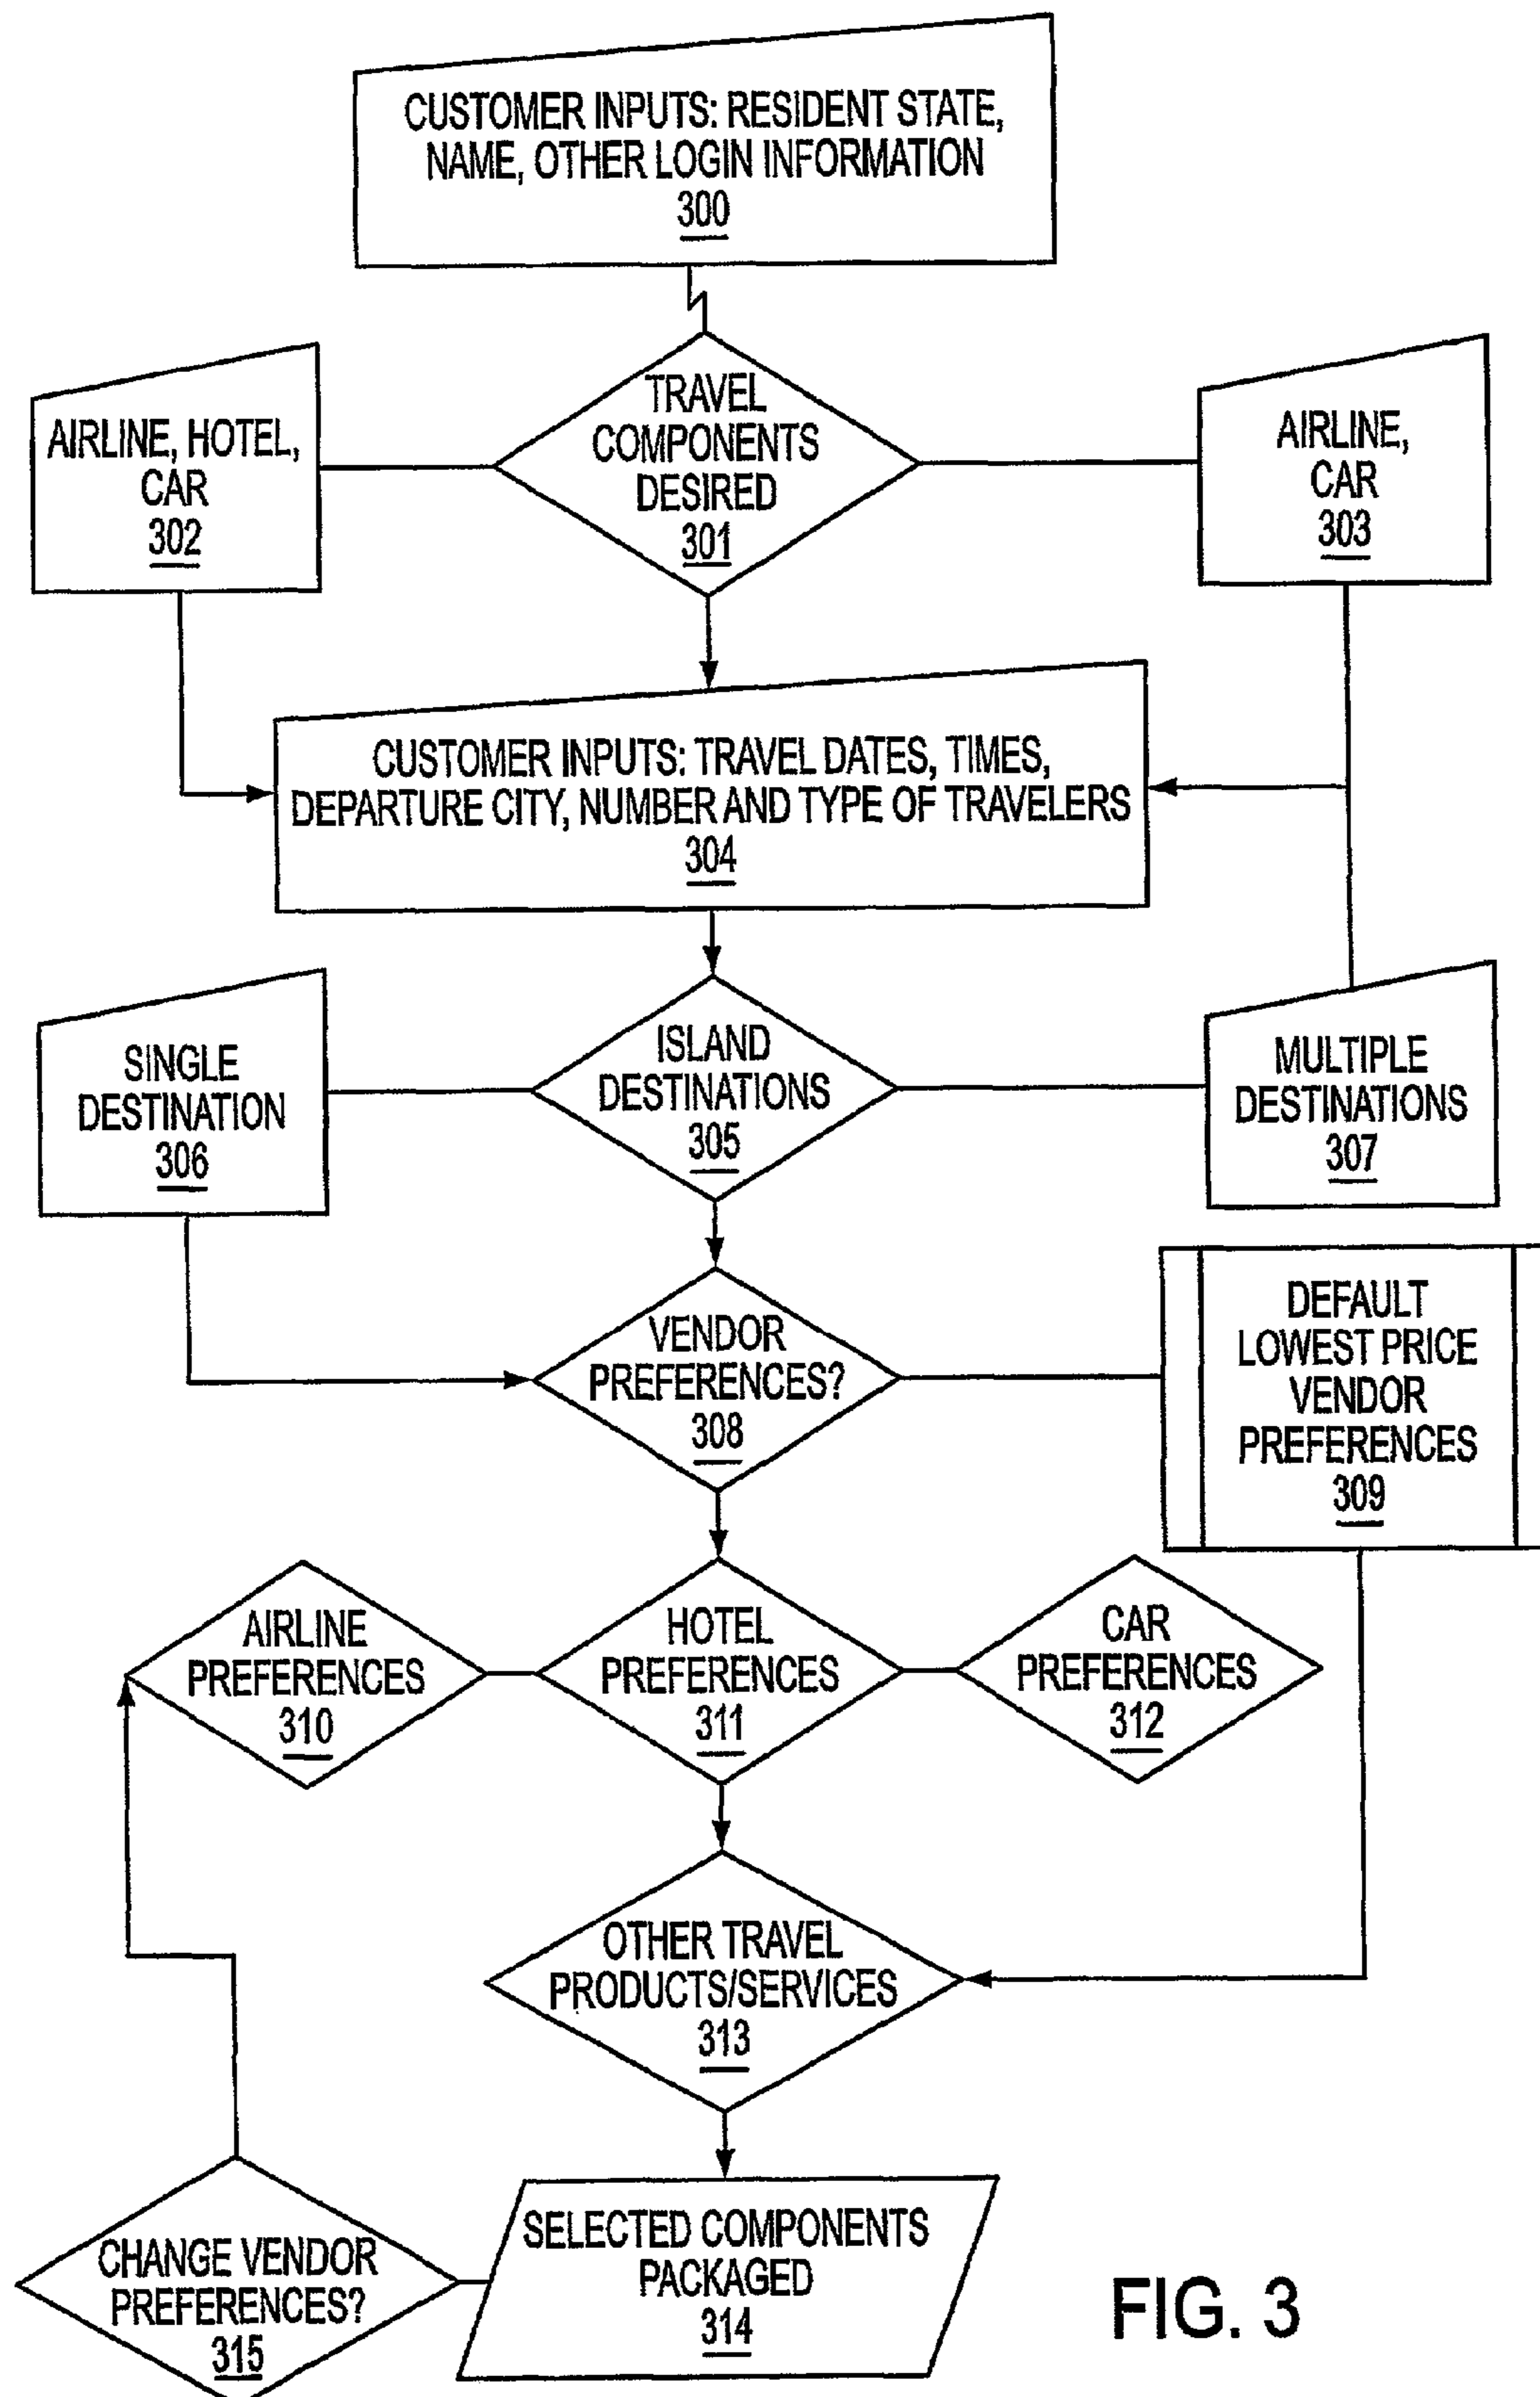 CUSTOMER INPUTS: RESIDENT STATE,
NAME, OTHER LOGIN INFORMATION
300
TRAVEL
COMPONENTS
DESIRED
301
AIRLINE, HOTEL,
CAR
302
AIRLINE,
CAR
303
CUSTOMER INPUTS: TRAVEL DATES, TIMES,
DEPARTURE CITY, NUMBER AND TYPE OF TRAVELERS
304
ISLAND
DESTINATIONS
305
SINGLE
DESTINATION
306
MULTIPLE
DESTINATIONS
307
VENDOR
PREFERENCES?
308
DEFAULT
LOWEST PRICE
VENDOR
PREFERENCES
309
AIRLINE
PREFERENCES
310
HOTEL
PREFERENCES
311
CAR
PREFERENCES
312
OTHER TRAVEL
PRODUCTS/SERVICES
313
SELECTED COMPONENTS
PACKAGED
314
CHANGE VENDOR
PREFERENCES?
315
FIG. 3